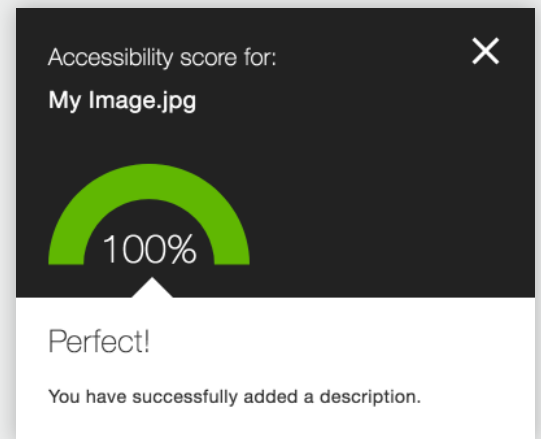 Accessibility score for:
My Image.jpg
100%
Perfect!
You have successfully added a description.